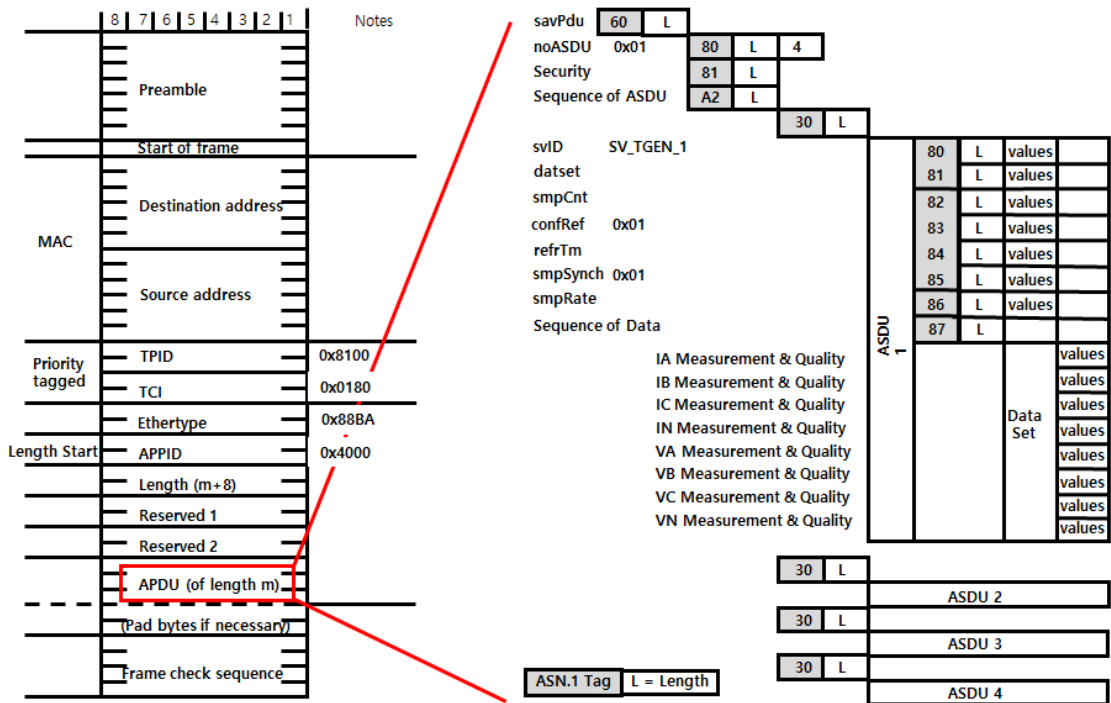 8 7 6 5 4 3 2 1 Notes
Preamble
Start of frame
Destination address
MAC
Source address
TPID 0x8100
Priority
tagged
TCI 0x0180
Ethertype 0x88BA
Length Start APPID 0x4000
Length (m+8)
Reserved 1
Reserved 2
APDU (of length m)
(Pad bytes if necessary)
Frame check sequence
savPdu 60 L
noASDU 0x01 80 L 4
Security 81 L
Sequence of ASDU A2 L
30 L
svID SV_TGEN_1 80 L values
datset 81 L values
smpCnt 82 L values
confRef 0x01 83 L values
refrTm 84 L values
smpSynch 0x01 85 L values
smpRate 86 L values
Sequence of Data 87 L
ASDU
1
IA Measurement & Quality values
IB Measurement & Quality values
IC Measurement & Quality values
IN Measurement & Quality values
VA Measurement & Quality values
VB Measurement & Quality values
VC Measurement & Quality values
VN Measurement & Quality values
Data
Set
30 L
ASDU 2
30 L
ASDU 3
30 L
ASDU 4
ASN.1 Tag L = Length